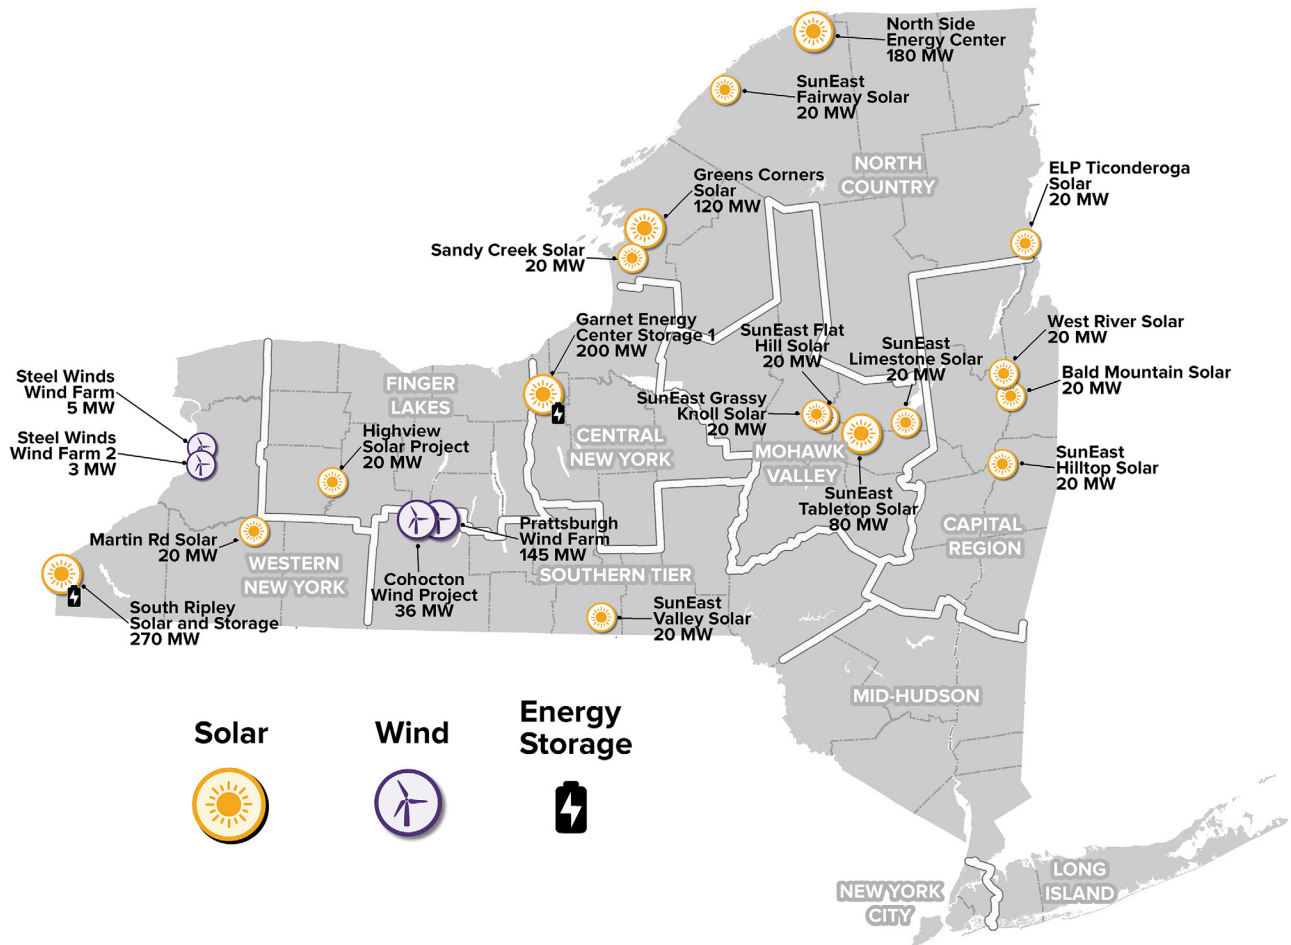 North Side
Energy Center
180 MW
SunEast
Fairway Solar
20 MW
NORTH
COUNTRY
ELP Ticonderoga
Solar
20 MW
Greens Corners
Solar
120 MW
Sandy Creek Solar
20 MW
Garnet Energy
Center Storage 1
200 MW
SunEast Flat
Hill Solar
20 MW
SunEast
Limestone Solar
20 MW
West River Solar
20 MW
Bald Mountain Solar
20 MW
Steel Winds
Wind Farm
5 MW
Steel Winds
Wind Farm 2
3 MW
FINGER
LAKES
Highview
Solar Project
20 MW
SunEast Grassy
Knoll Solar
20 MW
CENTRAL
NEW YORK
MOHAWK
VALLEY
SunEast
Hilltop Solar
20 MW
SunEast
Tabletop Solar
80 MW
CAPITAL
REGION
Martin Rd Solar
20 MW
WESTERN
NEW YORK
Prattsburgh
Wind Farm
145 MW
Cohocton
Wind Project
36 MW
SOUTHERN TIER
South Ripley
Solar and Storage
270 MW
SunEast
Valley Solar
20 MW
MID-HUDSON
Solar
Wind
Energy
Storage
NEW YORK
CITY
LONG
ISLAND